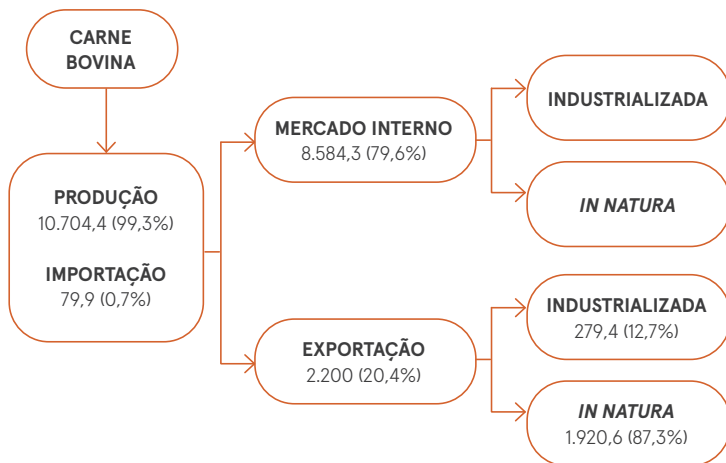 CARNE
BOVINA
PRODUÇÃO
10.704,4 (99,3%)
IMPORTAÇÃO
79,9 (0,7%)
MERCADO INTERNO
8.584,3 (79,6%)
EXPORTAÇÃO
2.200 (20,4%)
INDUSTRIALIZADA
IN NATURA
INDUSTRIALIZADA
279,4 (12,7%)
IN NATURA
1.920,6 (87,3%)